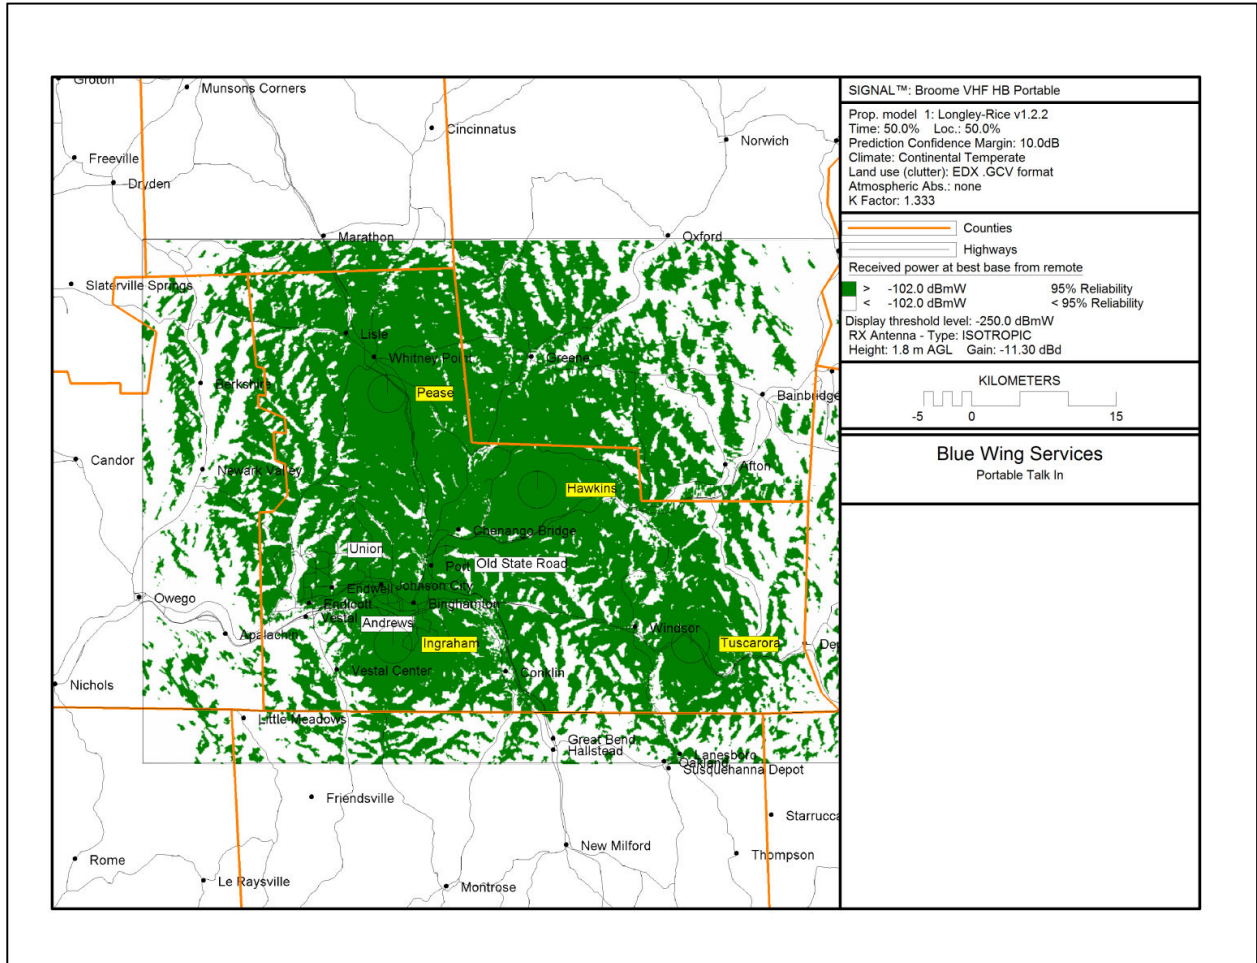 Groton
Munsons Corners
Cincinnatus
Norwich
Freeville
Dryden
Marathon
Oxford
Slaterville Springs
Lisle
Whitney Point
Greene
Berkshire
Pease
Bainbridge
Candor
Newark Valley
Afton
Hawkins
Chenango Bridge
Union
Port
Old State Road
Endwell
Johnson City
Owego
Endicott
Binghamton
Vestal
Andrews
Apalachin
Windsor
Ingraham
Tuscarora
De
Vestal Center
Conklin
Nichols
Little Meadows
Great Bend
Hallstead
Lanesboro
Oakland
Susquehanna Depot
Friendsville
Starrucca
New Milford
Thompson
Rome
Le Raysville
Montrose
SIGNAL™: Broome VHF HB Portable
Prop. model 1: Longley-Rice v1.2.2
Time: 50.0% Loc.: 50.0%
Prediction Confidence Margin: 10.0dB
Climate: Continental Temperate
Land use (clutter): EDX .GCV format
Atmospheric Abs.: none
K Factor: 1.333
Counties
Highways
Received power at best base from remote
> -102.0 dBmW 95% Reliability
< -102.0 dBmW < 95% Reliability
Display threshold level: -250.0 dBmW
RX Antenna - Type: ISOTROPIC
Height: 1.8 m AGL Gain: -11.30 dBd
KILOMETERS
-5 0 15
Blue Wing Services
Portable Talk In